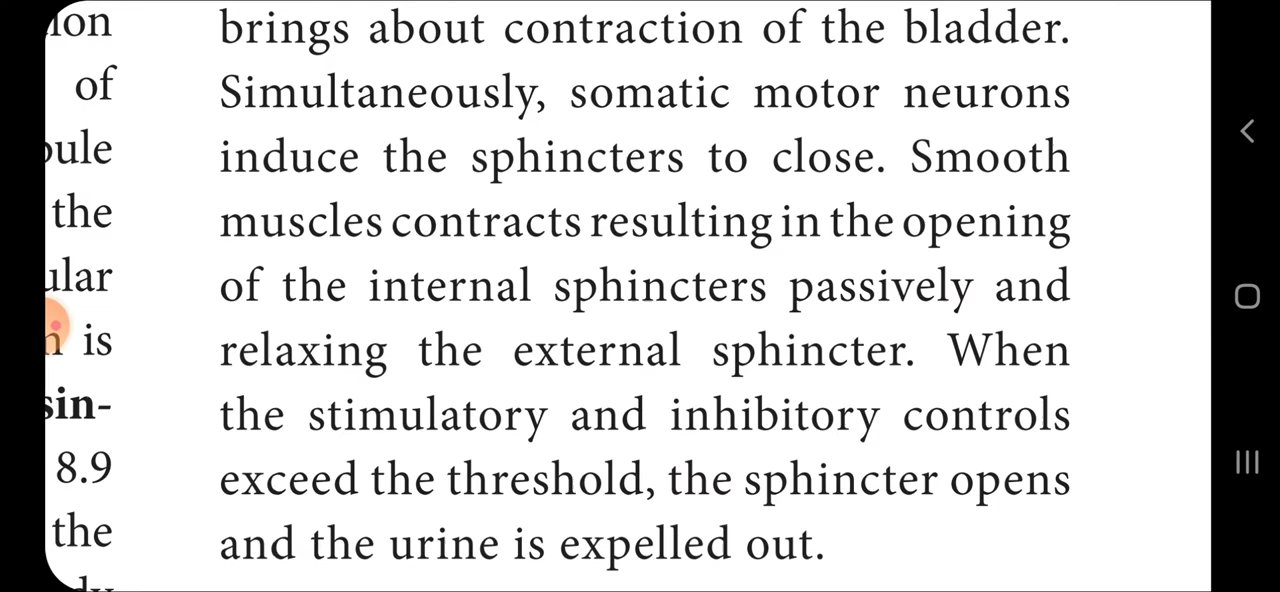 of
the
is
sin-
8.9
the
brings about contraction of the bladder.
Simultaneously, somatic motor neurons
induce the sphincters to close. Smooth
muscles contracts resulting in the opening
of the internal sphincters passively and
relaxing the external sphincter. When
the stimulatory and inhibitory controls
exceed the threshold, the sphincter opens
and the urine is expelled out.